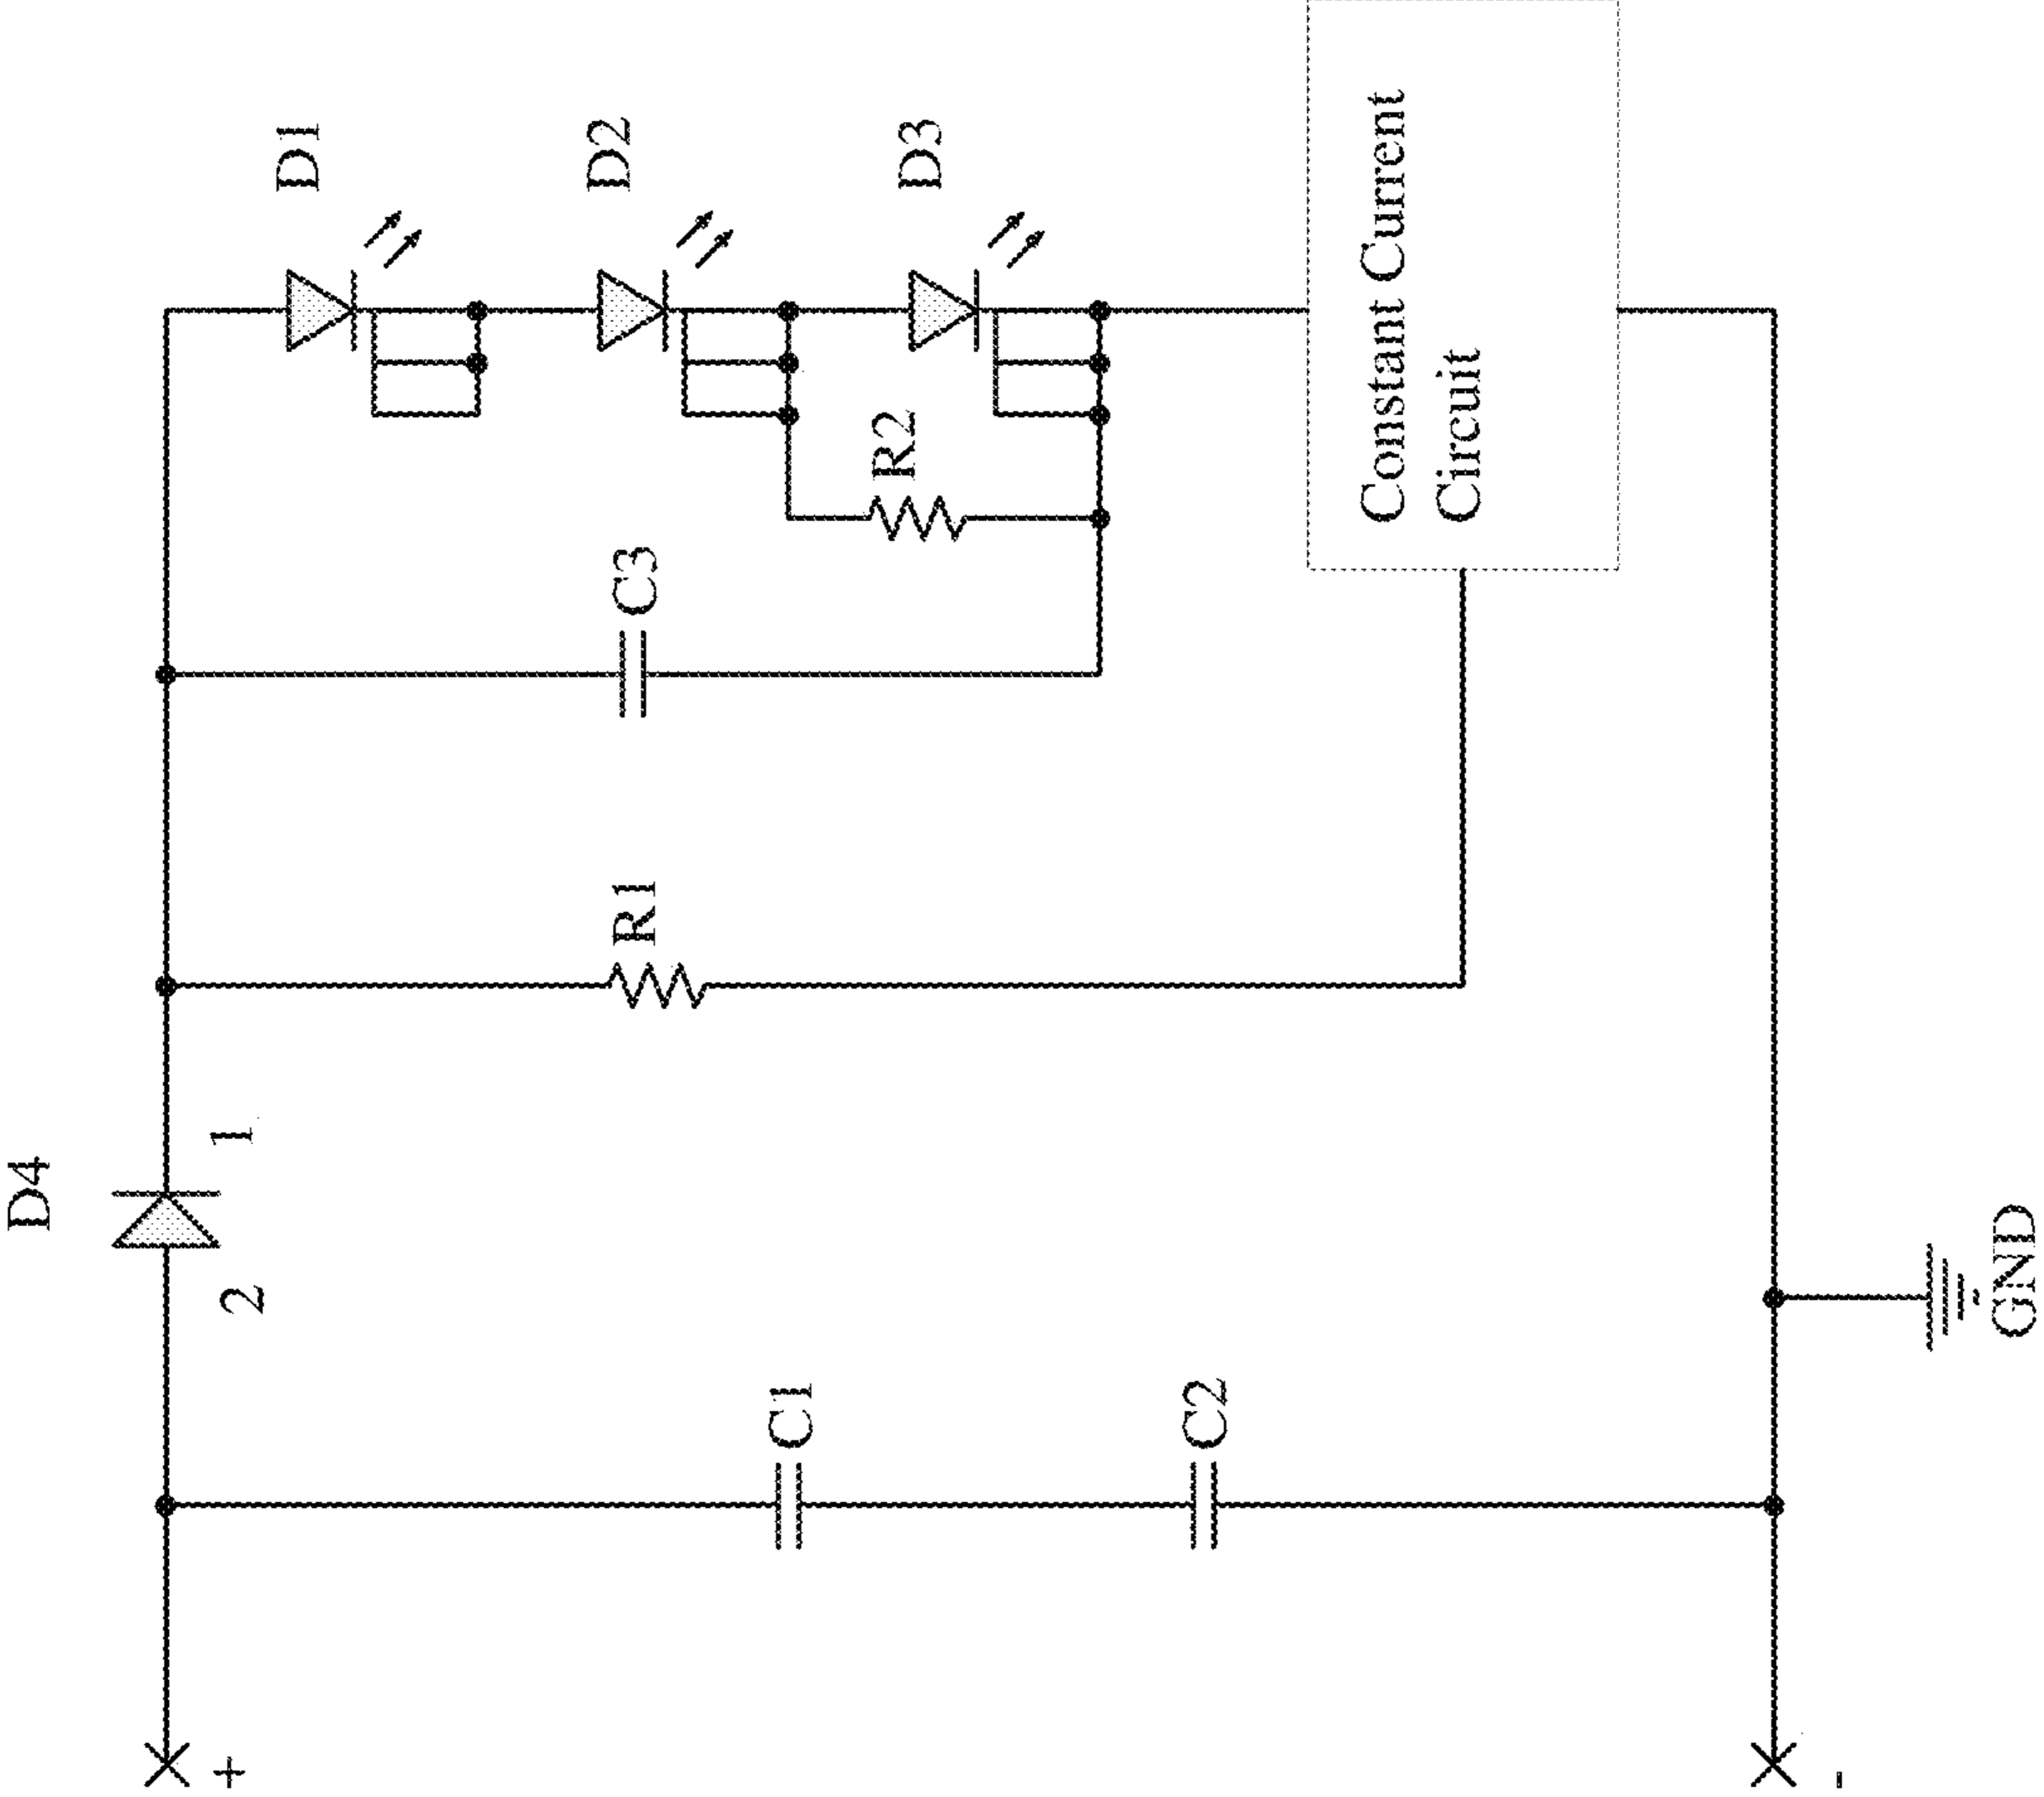 D1
D2
D3
R2
C3
Constant Current
Circuit
R1
D4
1
2
C1
C2
GND
+
-